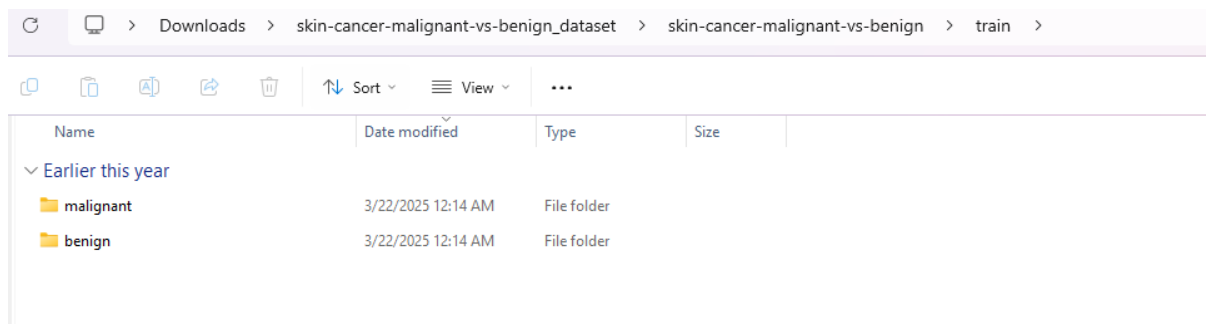 Downloads > skin-cancer-malignant-vs-benign_dataset > skin-cancer-malignant-vs-benign > train >
Sort View ...
Name Date modified Type Size
Earlier this year
malignant 3/22/2025 12:14 AM File folder
benign 3/22/2025 12:14 AM File folder